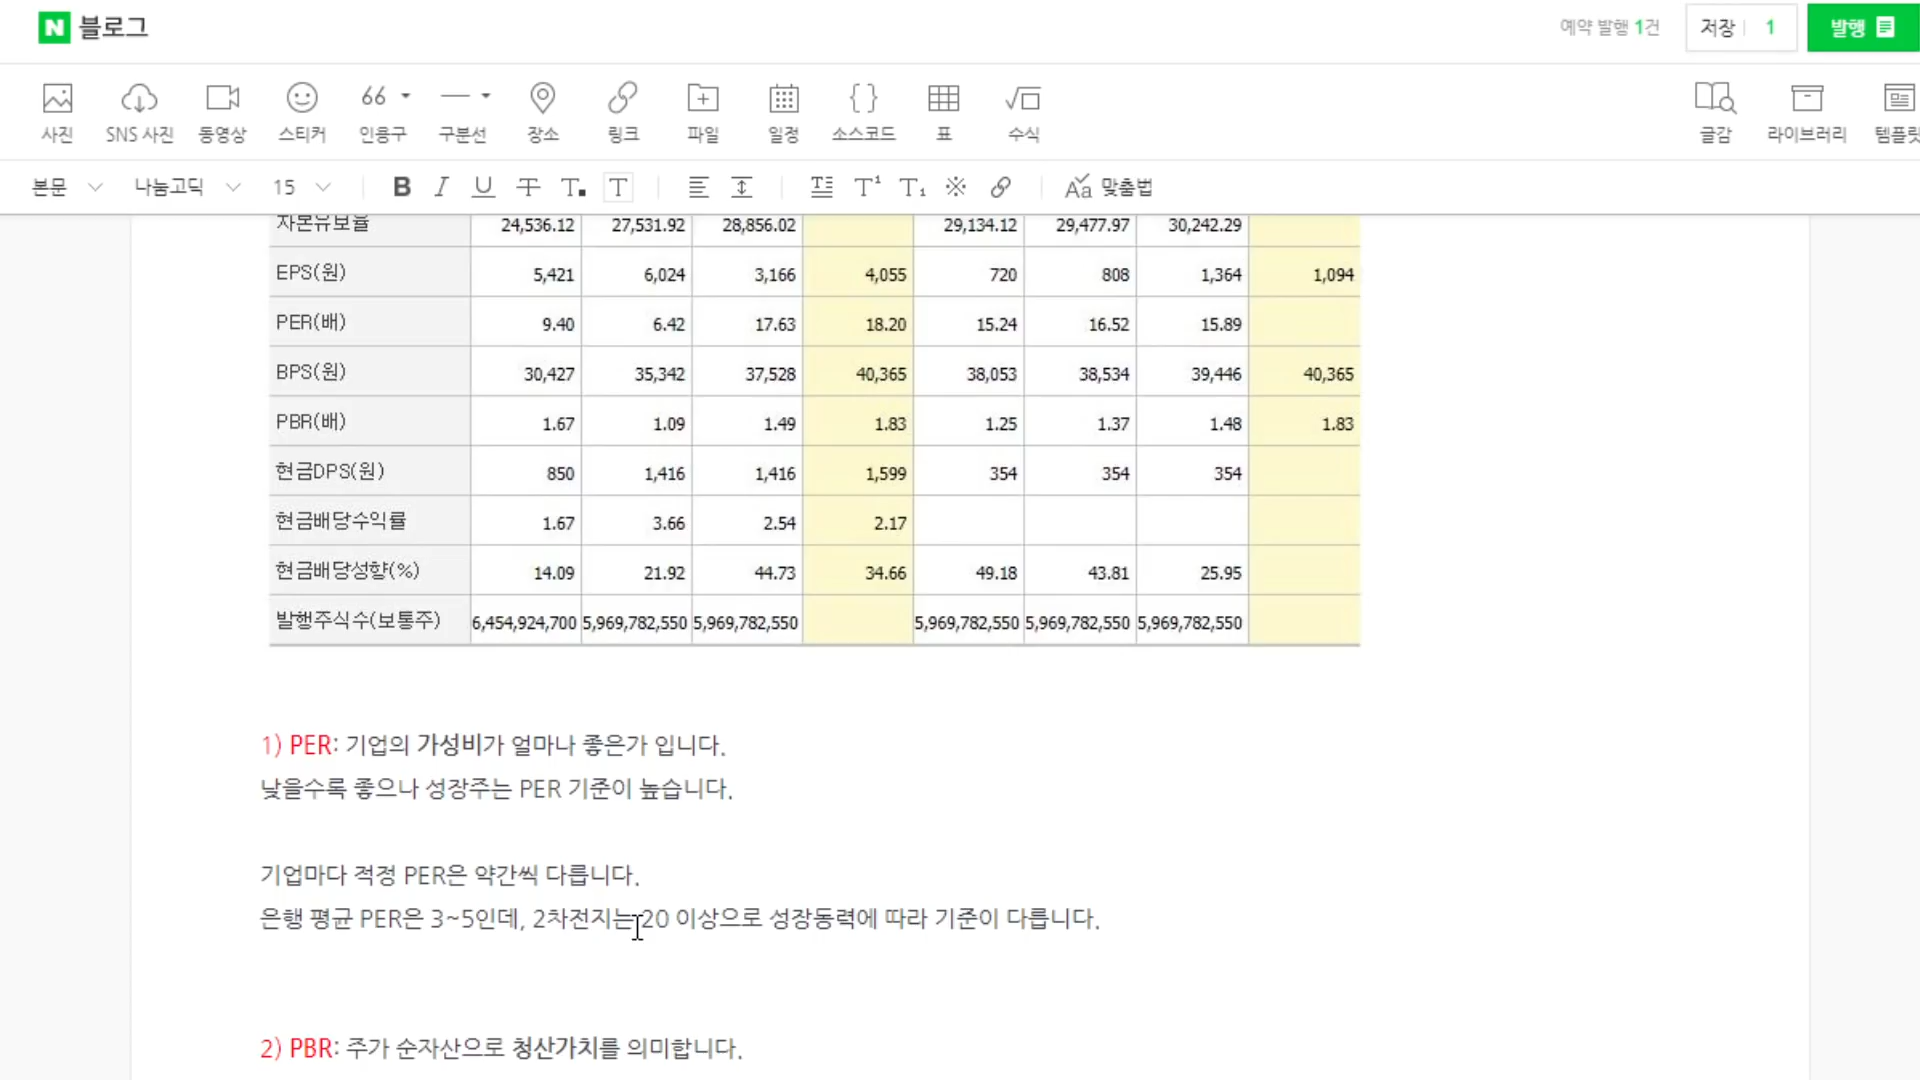 N 블로그
예약 발행 1건
저장 1
발행
사진
SNS 사진
동영상
스티커
66 인용구
구분선
장소
링크
파일
일정
소스코드
표
수식
글감
라이브러리
템플릿
본문
나눔고딕
15
B I U T T. T
T¹ T₁ ※
맞춤법
자본유보율 24,536.12 27,531.92 28,856.02 29,134.12 29,477.97 30,242.29
EPS(원) 5,421 6,024 3,166 4,055 720 808 1,364 1,094
PER(배) 9.40 6.42 17.63 18.20 15.24 16.52 15.89
BPS(원) 30,427 35,342 37,528 40,365 38,053 38,534 39,446 40,365
PBR(배) 1.67 1.09 1.49 1.83 1.25 1.37 1.48 1.83
현금DPS(원) 850 1,416 1,416 1,599 354 354 354
현금배당수익률 1.67 3.66 2.54 2.17
현금배당성향(%) 14.09 21.92 44.73 34.66 49.18 43.81 25.95
발행주식수(보통주) 6,454,924,700 5,969,782,550 5,969,782,550 5,969,782,550 5,969,782,550 5,969,782,550
1) PER: 기업의 가성비가 얼마나 좋은가 입니다.
낮을수록 좋으나 성장주는 PER 기준이 높습니다.
기업마다 적정 PER은 약간씩 다릅니다.
은행 평균 PER은 3~5인데, 2차전지는 20 이상으로 성장동력에 따라 기준이 다릅니다.
2) PBR: 주가 순자산으로 청산가치를 의미합니다.